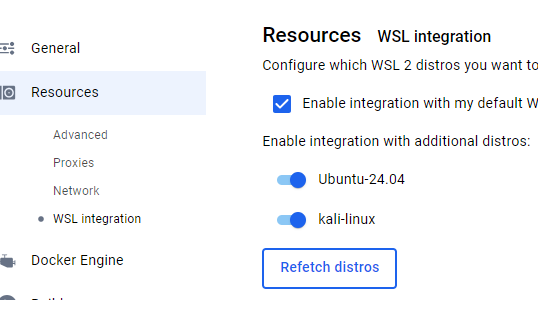 General
Resources
Advanced
Proxies
Network
WSL integration
Docker Engine
Resources WSL integration
Configure which WSL 2 distros you want to
Enable integration with my default W
Enable integration with additional distros:
Ubuntu-24.04
kali-linux
Refetch distros